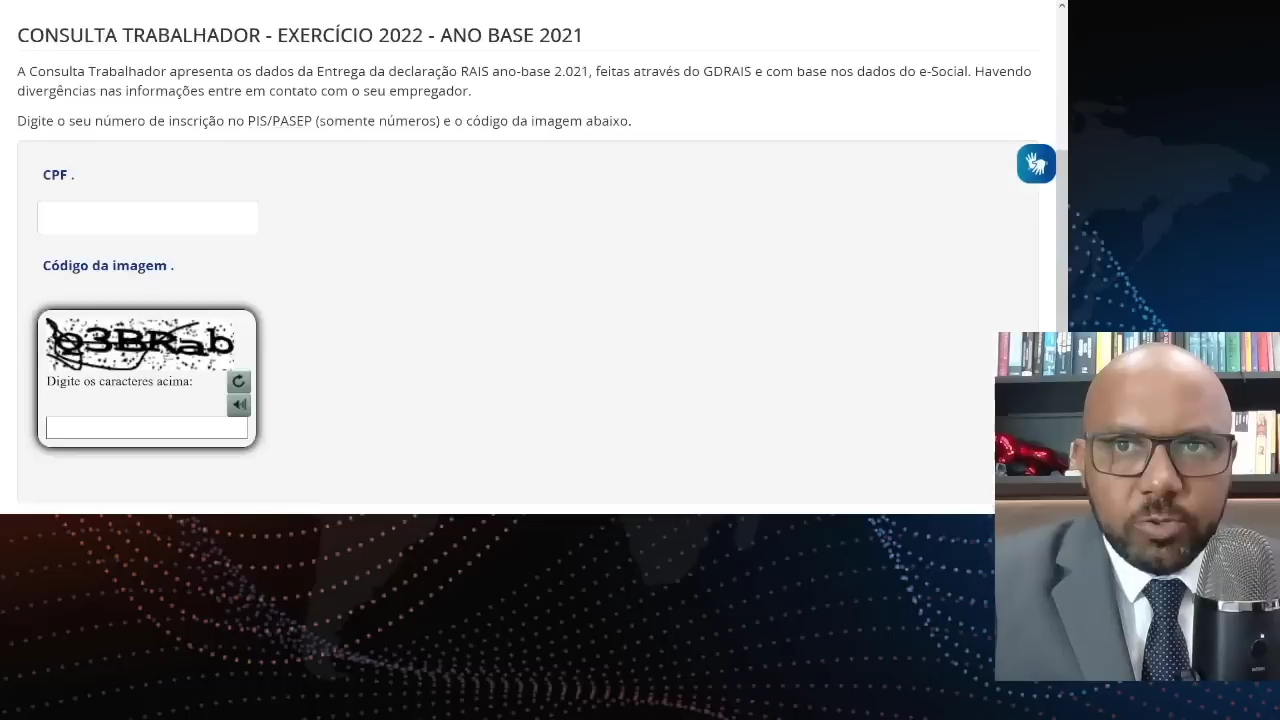 CONSULTA TRABALHADOR - EXERCÍCIO 2022 - ANO BASE 2021
A Consulta Trabalhador apresenta os dados da Entrega da declaração RAIS ano-base 2.021, feitas através do GDRAIS e com base nos dados do e-Social. Havendo
divergências nas informações entre em contato com o seu empregador.
Digite o seu número de inscrição no PIS/PASEP (somente números) e o código da imagem abaixo.
CPF .
Código da imagem .
Digite os caracteres acima: